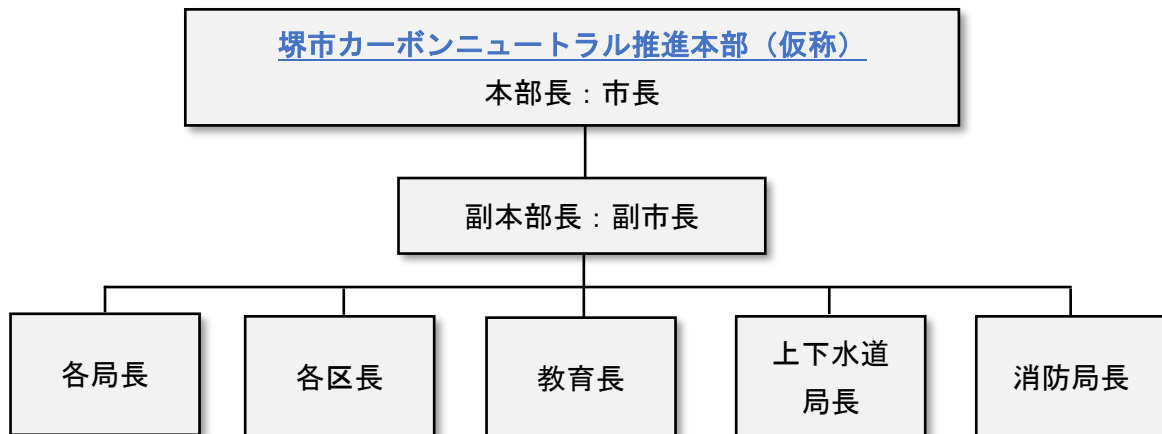 堺市カーボンニュートラル推進本部（仮称）
本部長：市長
副本部長：副市長
各局長
各区長
教育長
上下水道
局長
消防局長